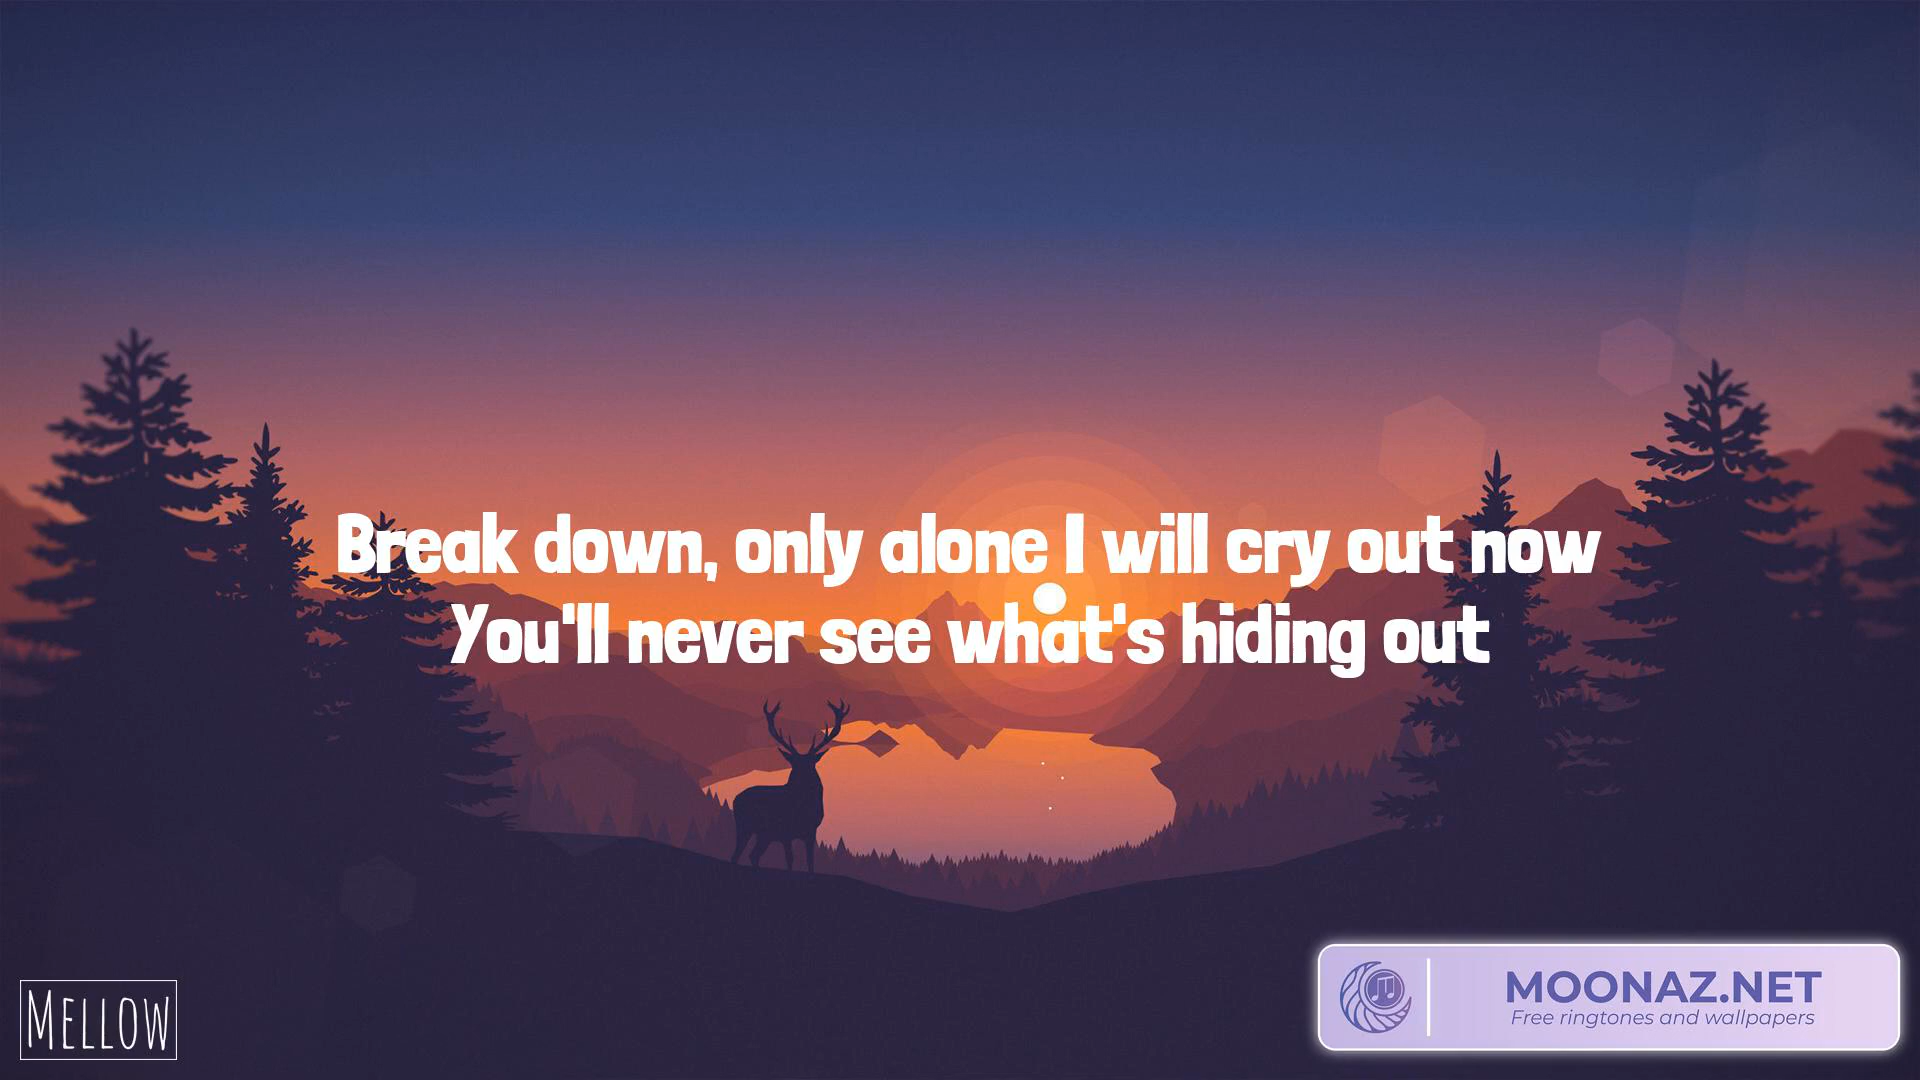 Break down, only alone I will cry out now
You'll never see what's hiding out
MELLOW
MOONAZ.NET
Free ringtones and wallpapers